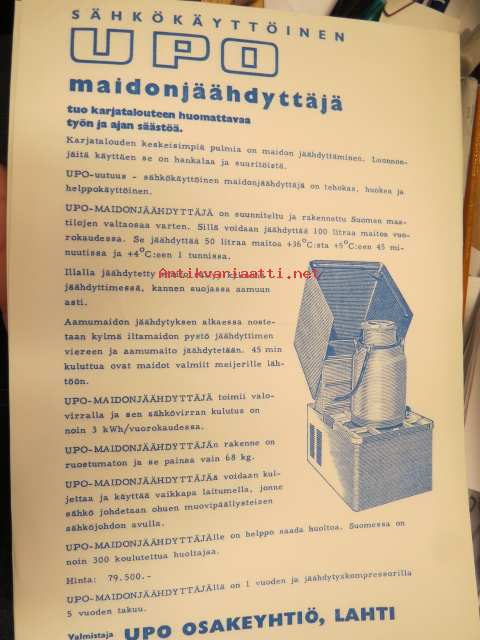 SÄHKÖKÄYTTÖINEN
UPO
maidonjäähdyttäjä
tuo karjatalouteen huomattavaa
työn ja ajan säästöä.
Karjatalouden keskeisimpiä pulmia on maidon jäähdyttäminen. Luonnon-
jäitä käyttäen se on hankalaa ja suuritöistä.
UPO-uutuus - sähkökäyttöinen maidonjäähdyttäjä on tehokas, huokea ja
helppokäyttöinen.
UPO-MAIDONJÄÄHDYTTÄJÄ on suunniteltu ja rakennettu Suomen maa-
tilojen valtaosaa varten. Sillä voidaan jäähdyttää 100 litraa maitoa vuo-
rokaudessa. Se jäähdyttää 50 litraa maitoa +36°C:sta +5°C:een 45 mi-
nuutissa ja +4°C:een 1 tunnissa.
Illalla jäähdytetty
Antikvariaatti.net
jäähdyttimessä, kannen suojassa aamuun
asti.
Aamumaidon jäähdytyksen alkaessa noste-
taan kylmä iltamaidon pystö jäähdyttimen
viereen ja aamumaito jäähdytetään. 45 min
kuluttua ovat maidot valmiit meijerille läh-
töön.
UPO-MAIDONJÄÄHDYTTÄJÄ toimii valo-
virralla ja sen sähkövirran kulutus on
noin 3 kWh/vuorokaudessa.
UPO-MAIDONJÄÄHDYTTÄJÄn rakenne on
ruostumaton ja se painaa vain 68 kg.
UPO-MAIDONJÄÄHDYTTÄJÄä voidaan kul-
jettaa ja käyttää vaikkapa laitumella, jonne
sähkö johdetaan ohuen muovipäällysteisen
sähköjohdon avulla.
UPO-MAIDONJÄÄHDYTTÄJÄlle on helppo saada huoltoa. Suomessa on
noin 300 koulutettua huoltajaa.
Hinta: 79.500.-
UPO-MAIDONJÄÄHDYTTÄJÄllä on 1 vuoden ja jäähdytyskompressorilla
5 vuoden takuu.
Valmistaja UPO OSAKEYHTIÖ, LAHTI